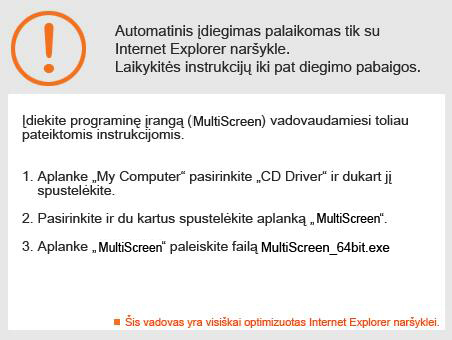 Automatinis įdiegimas palaikomas tik su
Internet Explorer naršykle.
Laikykitės instrukcijų iki pat diegimo pabaigos.
Įdiekite programinę įrangą (MultiScreen) vadovaudamiesi toliau
pateiktomis instrukcijomis.
1. Aplanke „My Computer“ pasirinkite „CD Driver“ ir dukart jį
spustelėkite.
2. Pasirinkite ir du kartus spustelėkite aplanką „MultiScreen“.
3. Aplanke „MultiScreen“ paleiskite failą MultiScreen_64bit.exe
Šis vadovas yra visiškai optimizuotas Internet Explorer naršyklei.